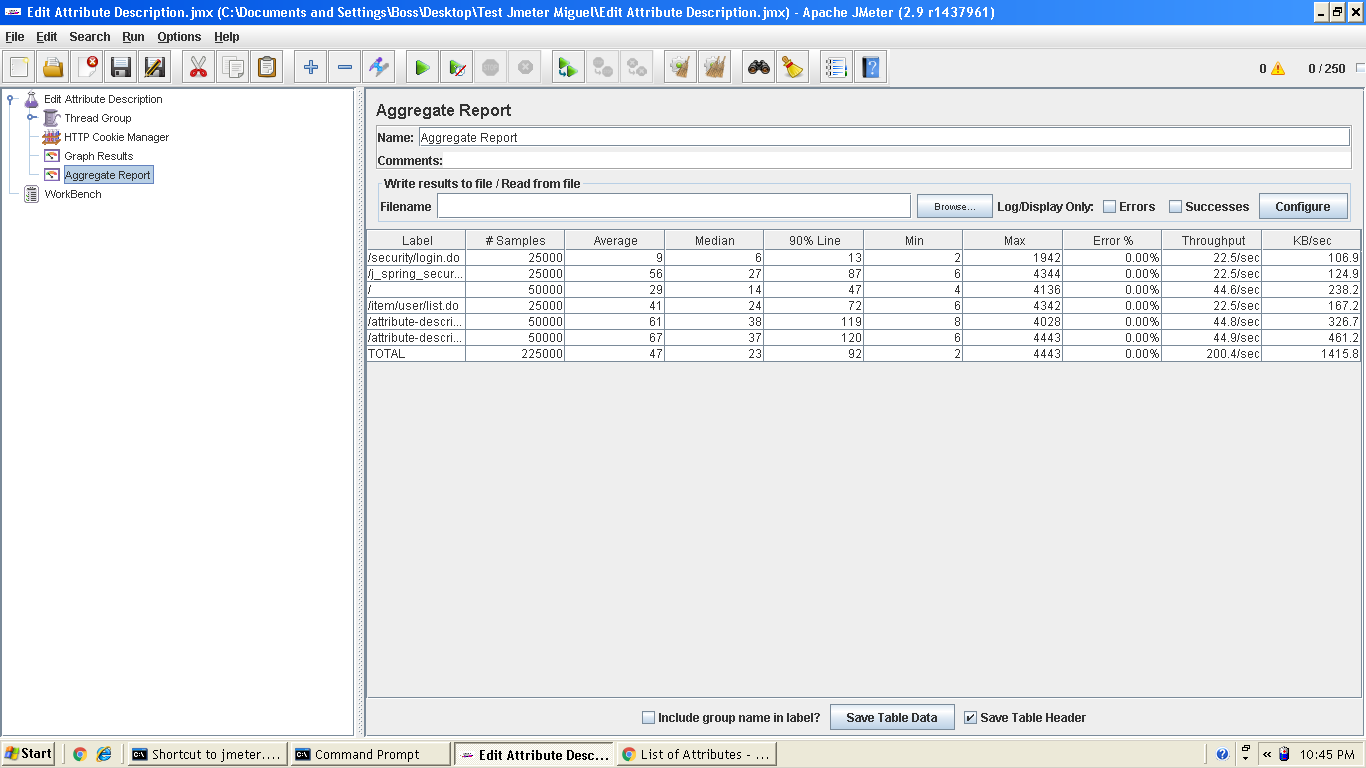 Edit Attribute Description.jmx (C:\Documents and Settings\Boss\Desktop\Test Jmeter Miguel\Edit Attribute Description.jmx) - Apache JMeter (2.9 r1437961)
File Edit Search Run Options Help
0 0 / 250
Edit Attribute Description
Thread Group
HTTP Cookie Manager
Graph Results
Aggregate Report
WorkBench
Aggregate Report
Name: Aggregate Report
Comments:
Write results to file / Read from file
Filename Browse... Log/Display Only: Errors Successes Configure
Label # Samples Average Median 90% Line Min Max Error % Throughput KB/sec
/security/login.do 25000 9 6 13 2 1942 0.00% 22.5/sec 106.9
/j_spring_secur... 25000 56 27 87 6 4344 0.00% 22.5/sec 124.9
/ 50000 29 14 47 4 4136 0.00% 44.6/sec 238.2
/item/user/list.do 25000 41 24 72 6 4342 0.00% 22.5/sec 167.2
/attribute-descri... 50000 61 38 119 8 4028 0.00% 44.8/sec 326.7
/attribute-descri... 50000 67 37 120 6 4443 0.00% 44.9/sec 461.2
TOTAL 225000 47 23 92 2 4443 0.00% 200.4/sec 1415.8
Include group name in label? Save Table Data Save Table Header
Start Shortcut to jmeter.... Command Prompt Edit Attribute Desc... List of Attributes - ... 10:45 PM